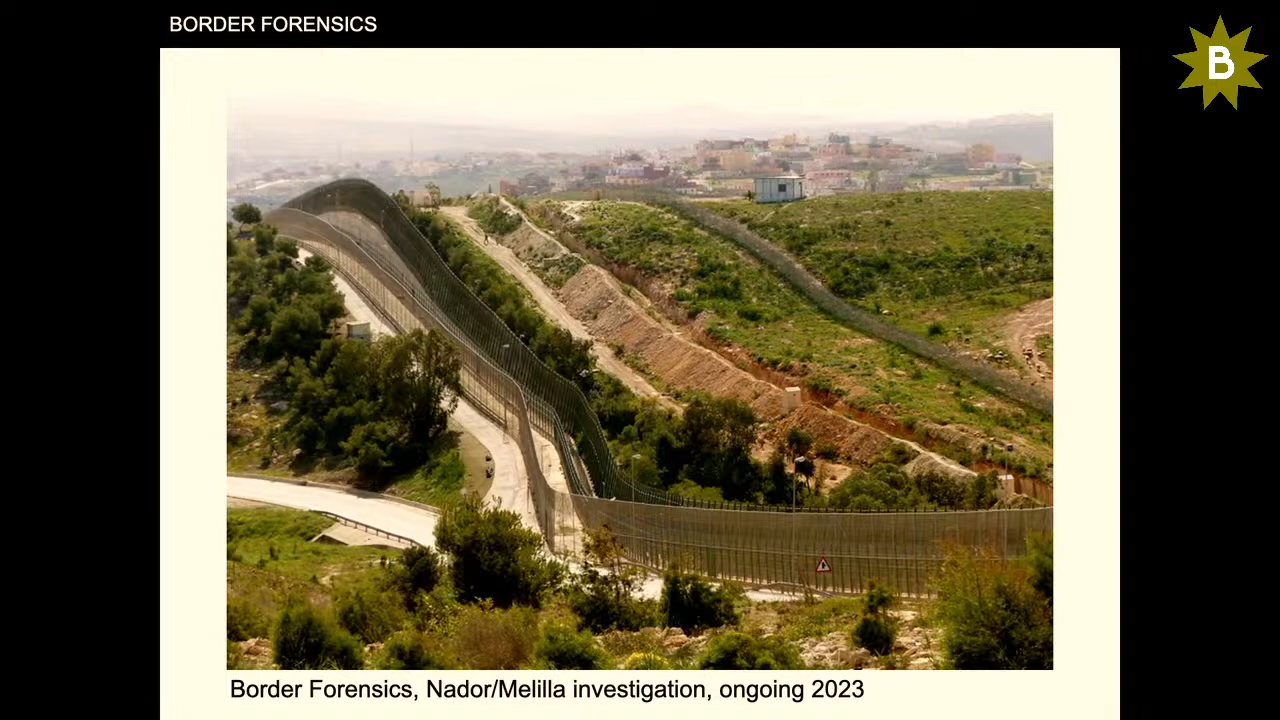 BORDER FORENSICS
B
Border Forensics, Nador/Melilla investigation, ongoing 2023